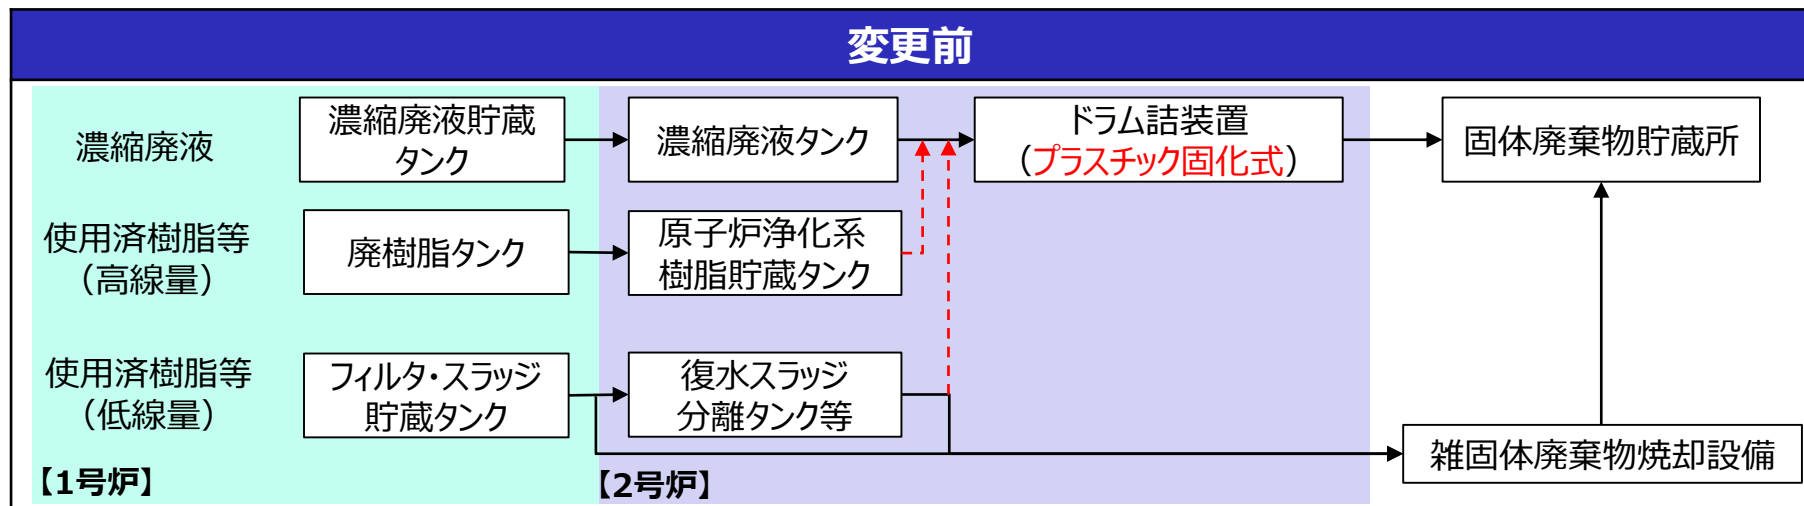 変更前
濃縮廃液
濃縮廃液貯蔵
タンク
濃縮廃液タンク
ドラム詰装置
（プラスチック固化式）
固体廃棄物貯蔵所
使用済樹脂等
（高線量）
廃樹脂タンク
原子炉浄化系
樹脂貯蔵タンク
使用済樹脂等
（低線量）
フィルタ・スラッジ
貯蔵タンク
復水スラッジ
分離タンク等
雑固体廃棄物焼却設備
【1号炉】
【2号炉】